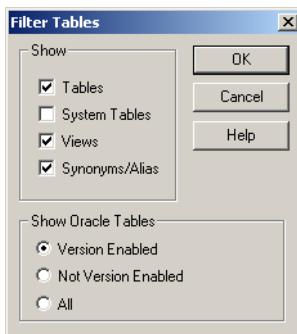 Filter Tables
Show
Tables
System Tables
Views
Synonyms/Alias
OK
Cancel
Help
Show Oracle Tables
Version Enabled
Not Version Enabled
All